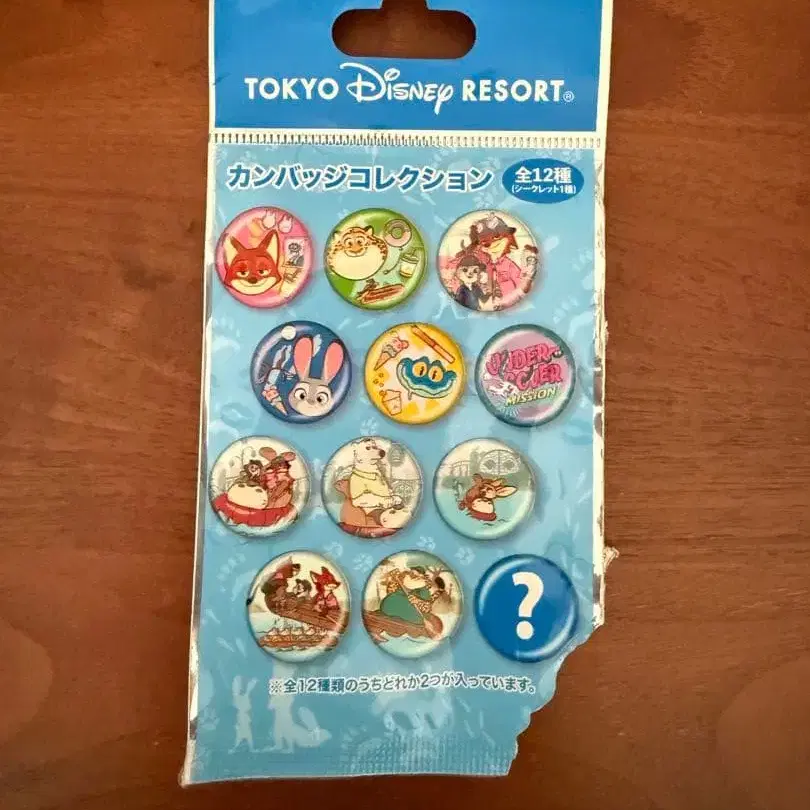 TOKYO Disney RESORT®
カンバッジコレクション
全12種
(シークレット1種)
UNDER-
COVER
MISSION
?
※全12種類のうちどれか2つが入っています。